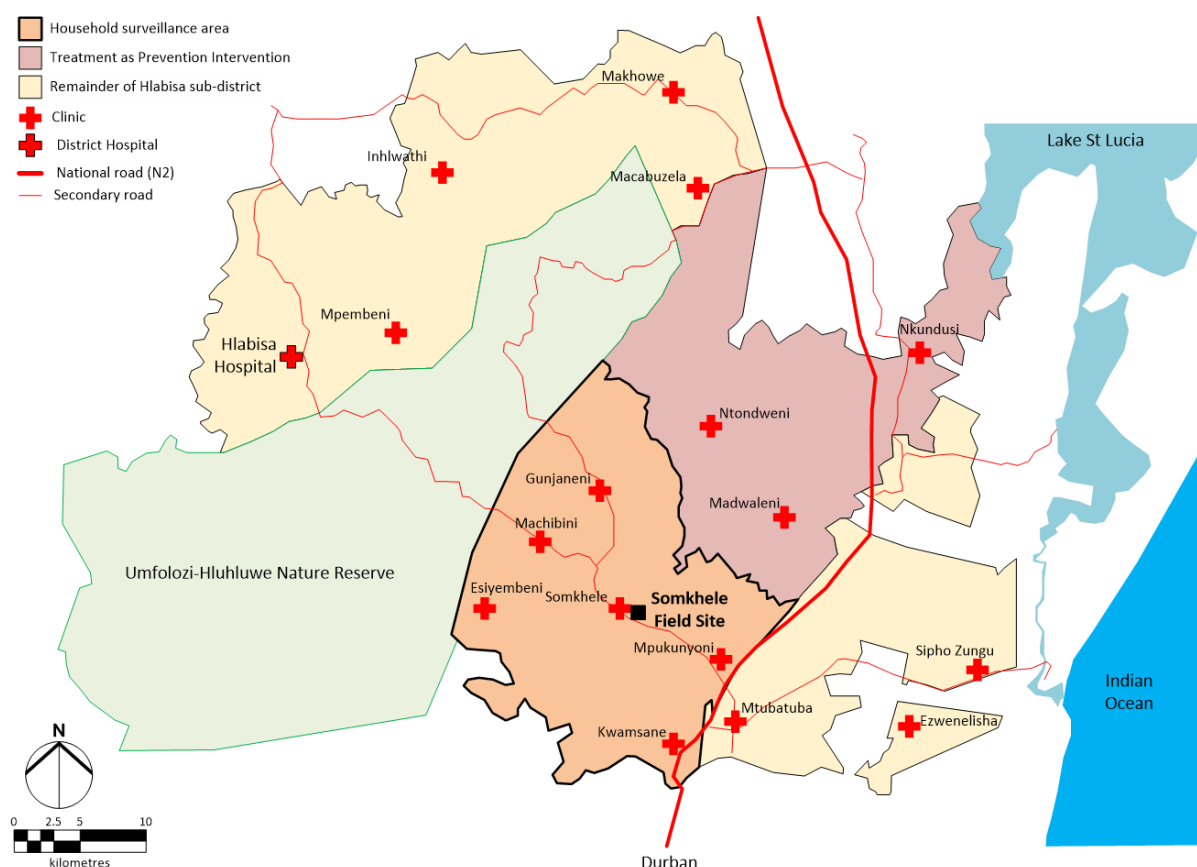 Household surveillance area
Treatment as Prevention Intervention
Remainder of Hlabisa sub-district
Clinic
District Hospital
National road (N2)
Secondary road
Makhowe
Lake St Lucia
Inhlwathi
Macabuzela
Mpembeni
Hlabisa
Hospital
Nkundusi
Ntondweni
Gunjaneni
Madwaleni
Machibini
Umfolozi-Hluhluwe Nature Reserve
Esiyembeni
Somkhele
Somkhele
Field Site
Mpukunyoni
Sipho Zungu
Indian
Ocean
Mtubatuba
Ezwenelisha
Kwamsane
N
0 2.5 5 10
kilometres
Durban